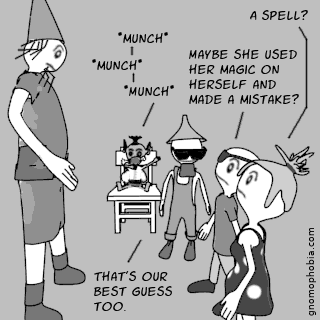 A SPELL?
*MUNCH*
*MUNCH*
*MUNCH*
MAYBE SHE USED
HER MAGIC ON
HERSELF AND
MADE A MISTAKE?
THAT'S OUR
BEST GUESS
TOO.
gnomophobia.com